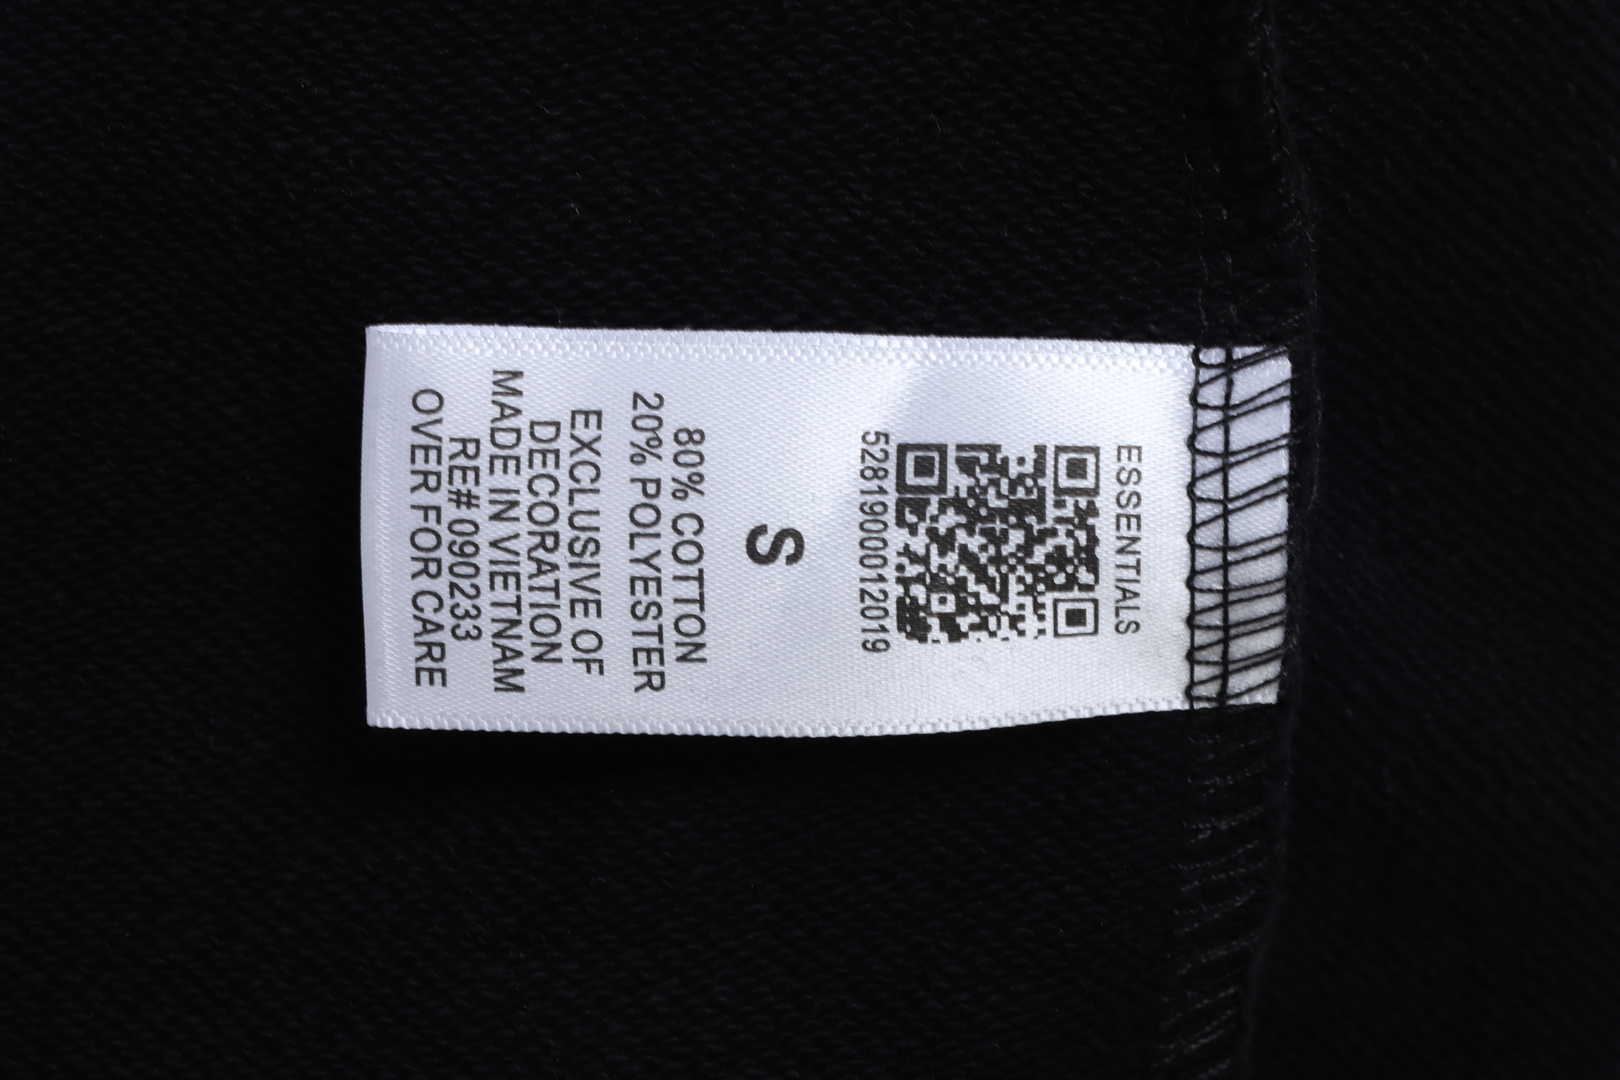 ESSENTIALS
5281900012019
S
80% COTTON
20% POLYESTER
EXCLUSIVE OF
DECORATION
MADE IN VIETNAM
RE# 090233
OVER FOR CARE